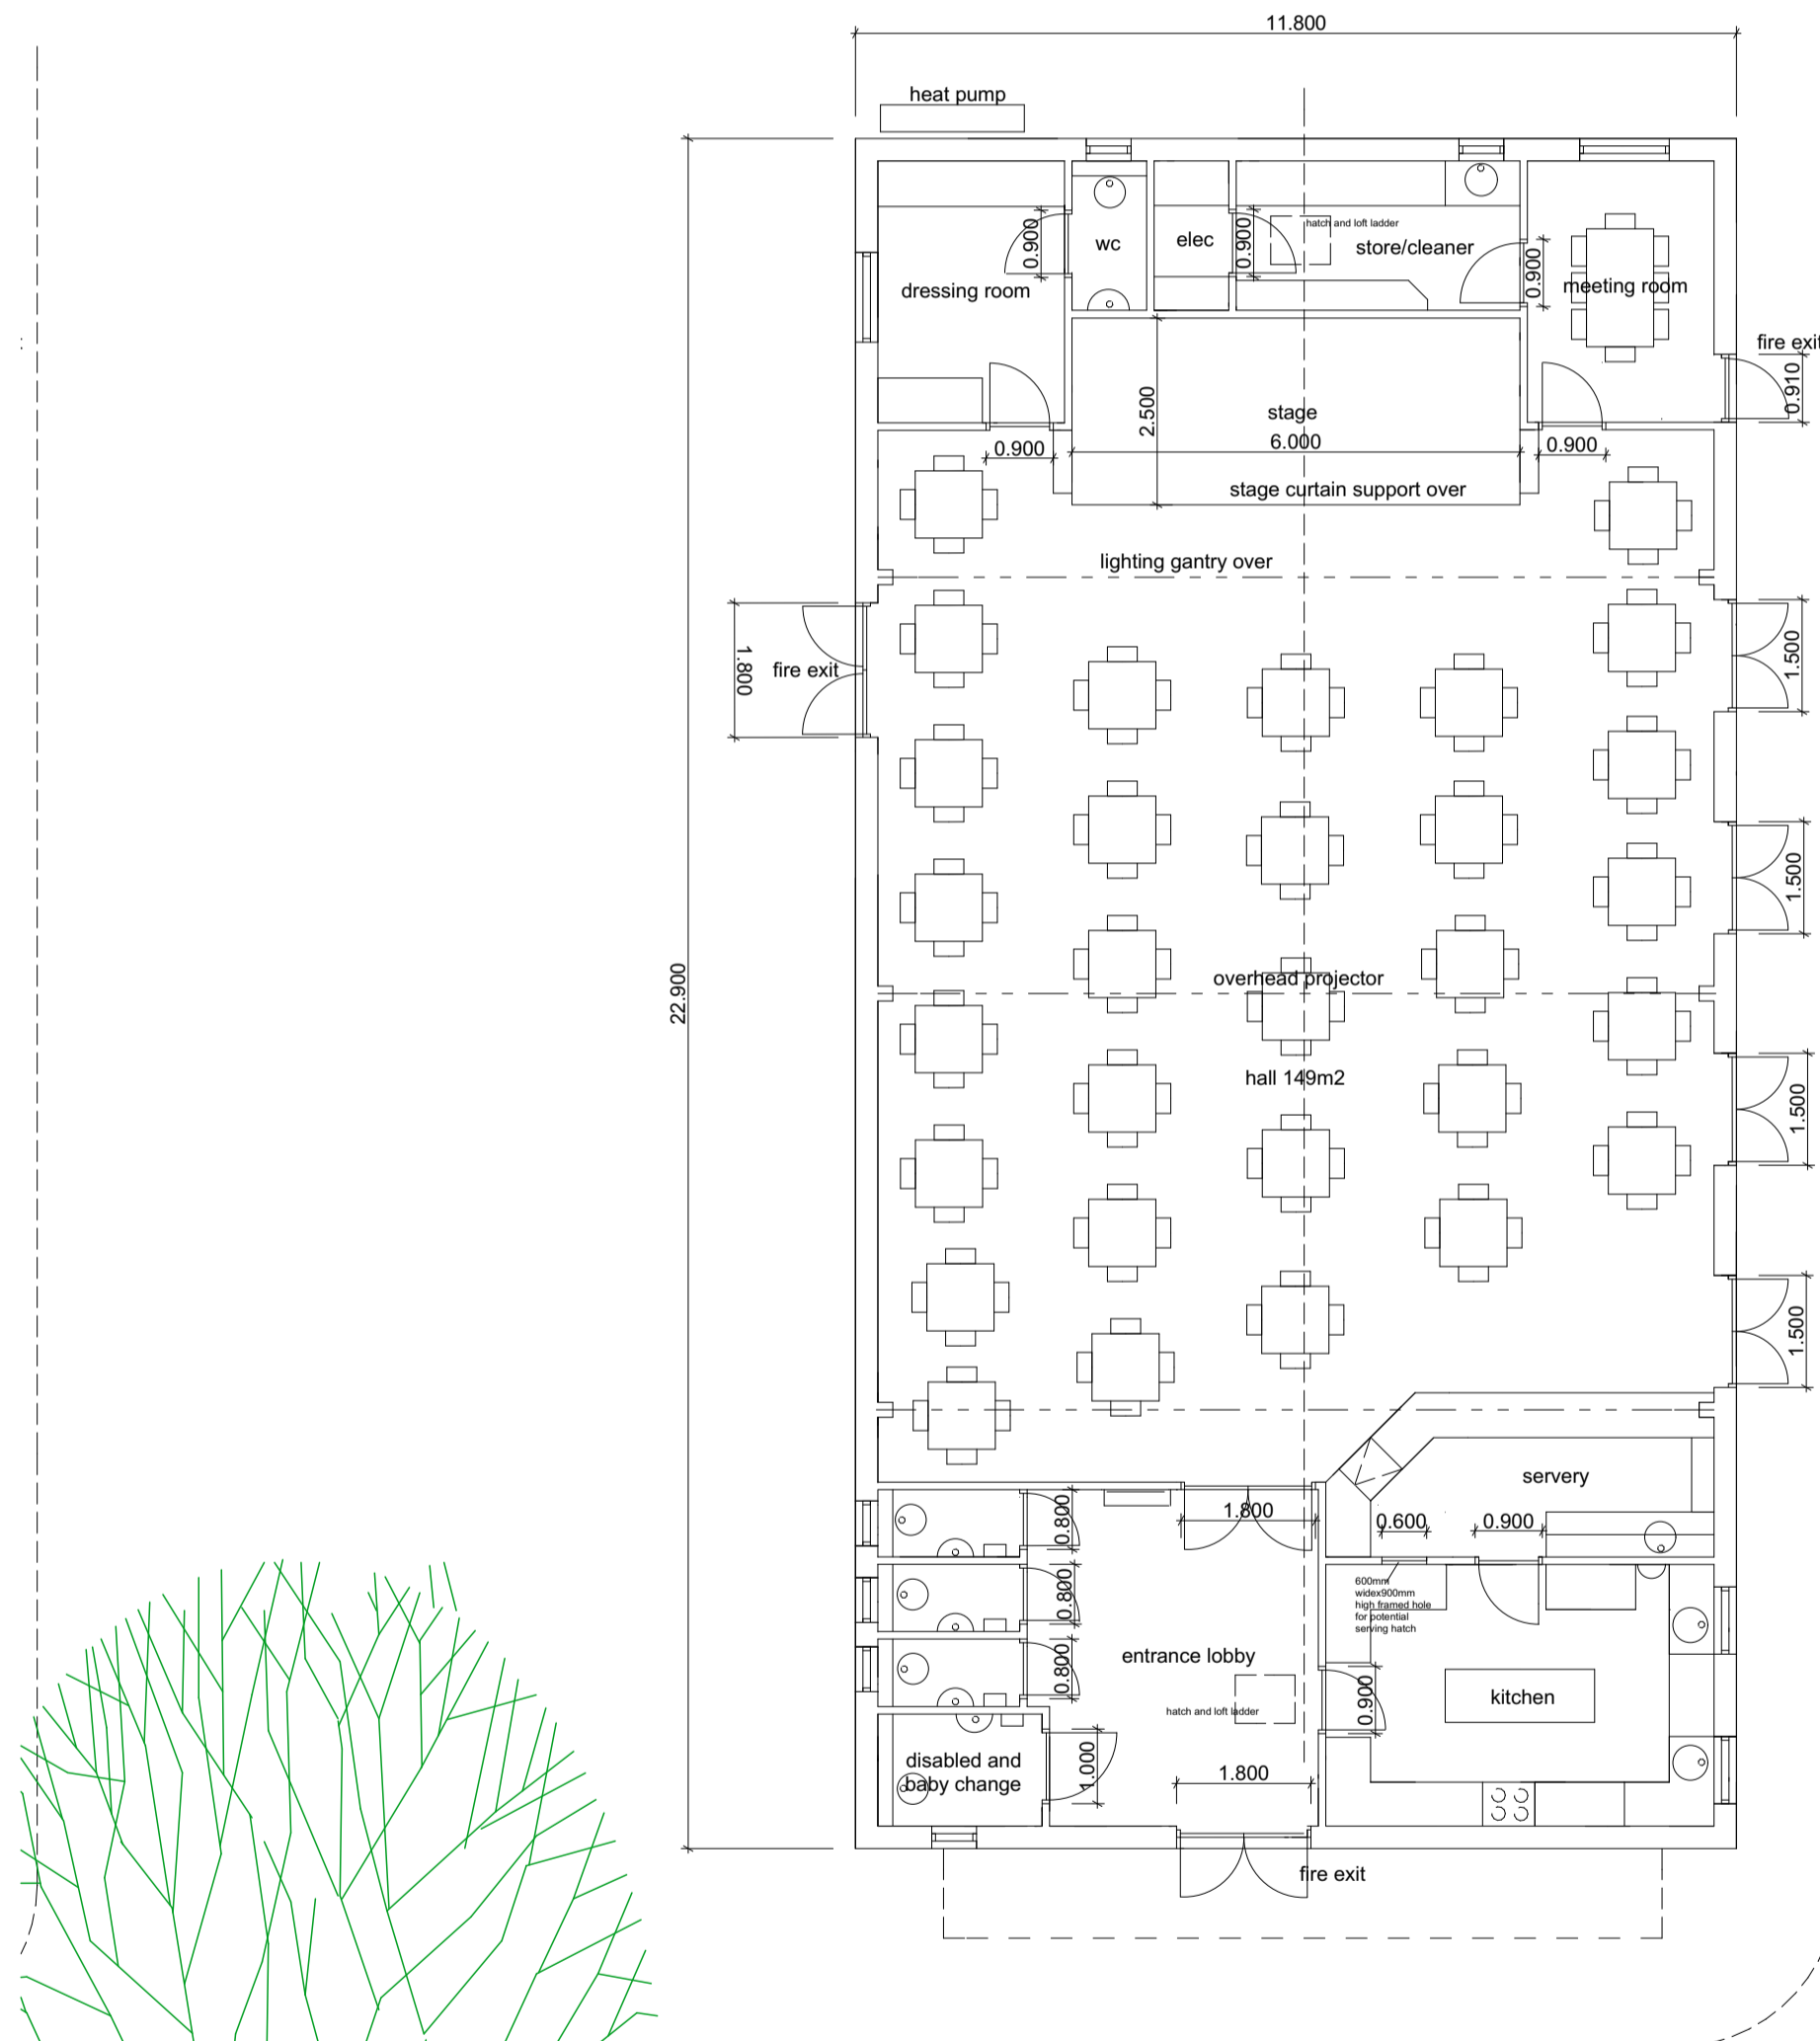 11.800
heat pump
hatch and loft ladder
0.900
wc
elec
0.900
store/cleaner
0.900
dressing room
meeting room
fire exit
0.910
2.500
stage
6.000
0.900
0.900
stage curtain support over
lighting gantry over
1.800
fire exit
1.500
1.500
22.900
overhead projector
hall 149m2
1.500
1.500
servery
0.800
1.800
0.600
0.900
600mm
widex900mm
high framed hole
for potential
serving hatch
0.800
entrance lobby
0.800
hatch and loft ladder
0.900
kitchen
disabled and
baby change
1.000
1.800
fire exit